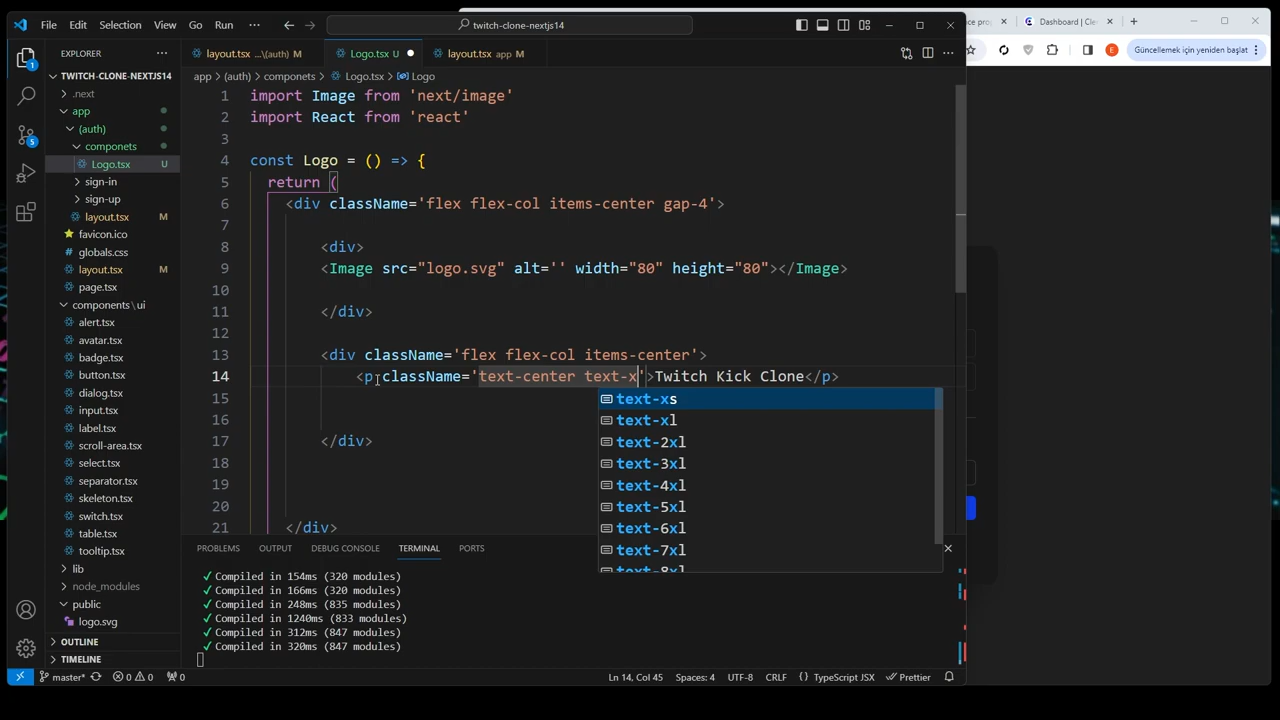 File Edit Selection View Go Run ··· twitch-clone-nextjs14
ace prog × Dashboard | Cle × +
E Güncellemek için yeniden başlat
EXPLORER ···
layout.tsx ...\(auth) M Logo.tsx U layout.tsx app M
TWITCH-CLONE-NEXTJS14
app > (auth) > componets > Logo.tsx > Logo
.next
app
(auth)
componets
Logo.tsx U
sign-in
sign-up
layout.tsx M
favicon.ico
globals.css
layout.tsx M
page.tsx
components\ui
alert.tsx
avatar.tsx
badge.tsx
button.tsx
dialog.tsx
input.tsx
label.tsx
scroll-area.tsx
select.tsx
separator.tsx
skeleton.tsx
switch.tsx
table.tsx
tooltip.tsx
lib
node_modules
public
logo.svg
OUTLINE
TIMELINE
1 import Image from 'next/image'
2 import React from 'react'
3
4 const Logo = () => {
5 return (
6 <div className='flex flex-col items-center gap-4'>
7
8 <div>
9 <Image src="logo.svg" alt='' width="80" height="80"></Image>
10
11 </div>
12
13 <div className='flex flex-col items-center'>
14 <p className='text-center text-x'>Twitch Kick Clone</p>
15
16
17 </div>
18
19
20
21 </div>
text-xs
text-xl
text-2xl
text-3xl
text-4xl
text-5xl
text-6xl
text-7xl
text-8xl
PROBLEMS OUTPUT DEBUG CONSOLE TERMINAL PORTS
✓ Compiled in 154ms (320 modules)
✓ Compiled in 166ms (320 modules)
✓ Compiled in 248ms (835 modules)
✓ Compiled in 1240ms (833 modules)
✓ Compiled in 312ms (847 modules)
✓ Compiled in 320ms (847 modules)
1
5
master* 0 0 0 Ln 14, Col 45 Spaces: 4 UTF-8 CRLF {} TypeScript JSX Prettier